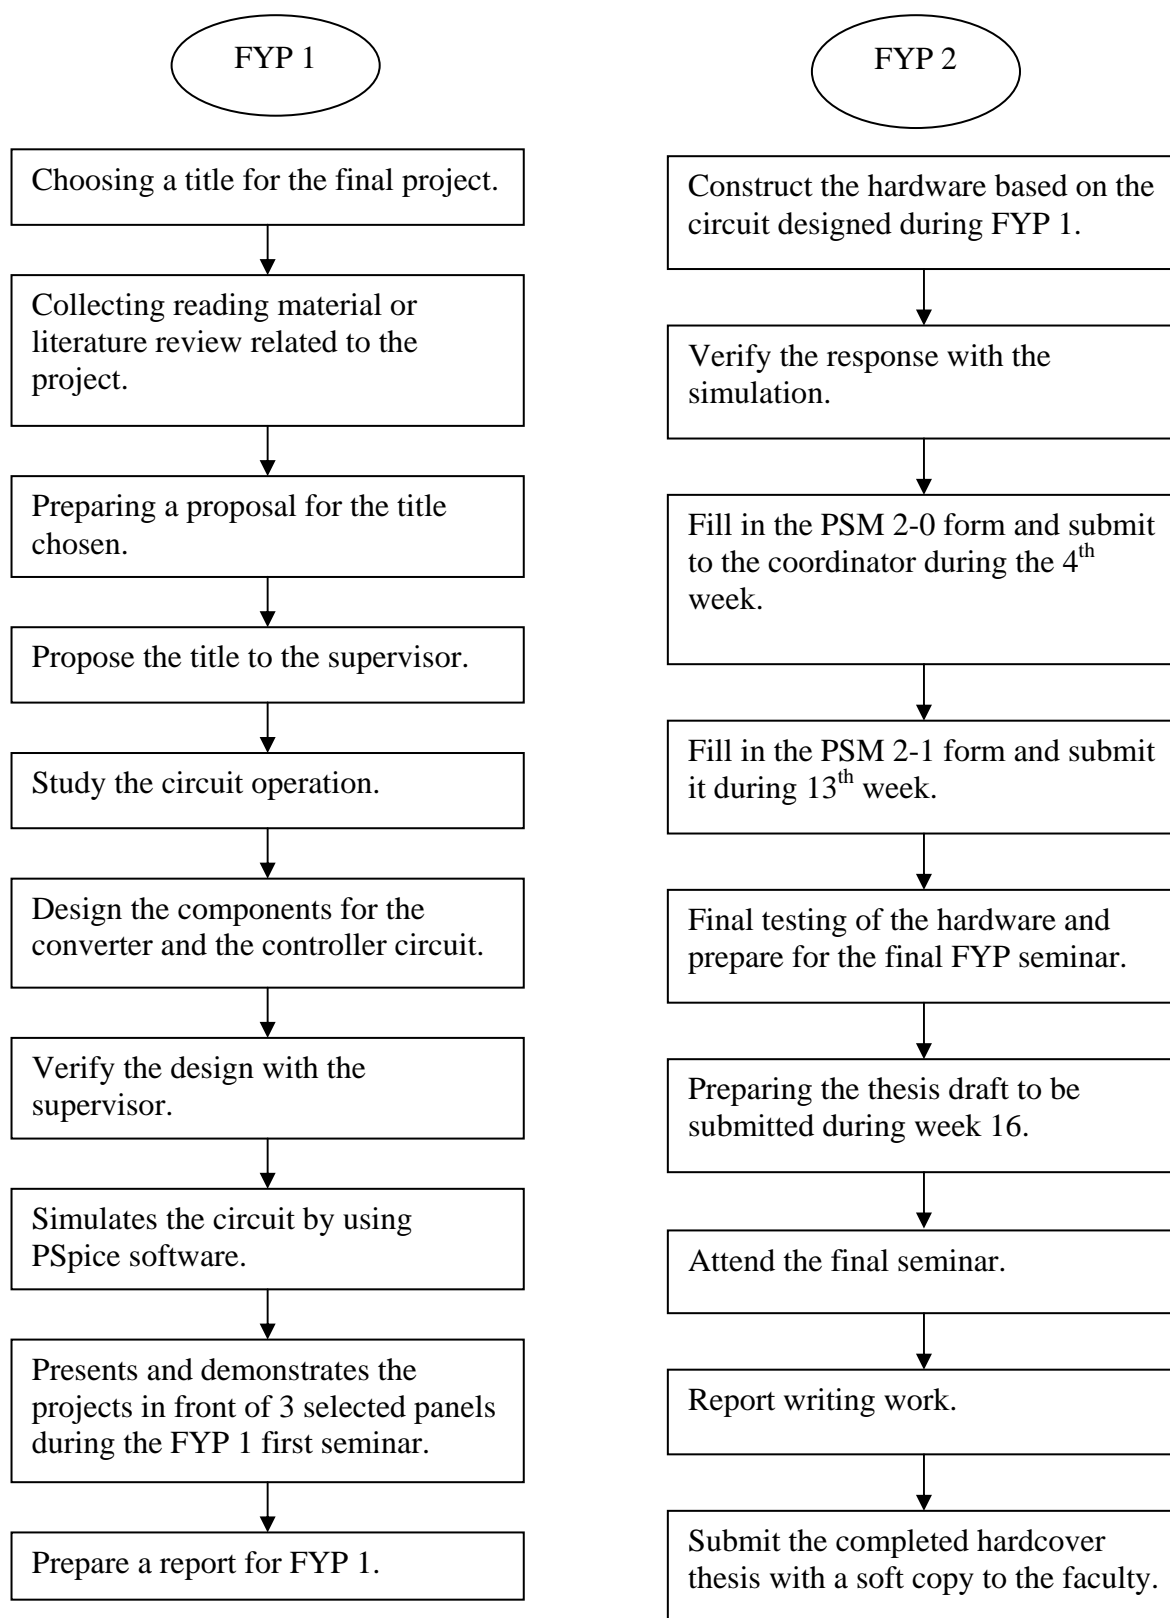 FYP 1
Choosing a title for the final project.
Collecting reading material or
literature review related to the
project.
Preparing a proposal for the title
chosen.
Propose the title to the supervisor.
Study the circuit operation.
Design the components for the
converter and the controller circuit.
Verify the design with the
supervisor.
Simulates the circuit by using
PSpice software.
Presents and demonstrates the
projects in front of 3 selected panels
during the FYP 1 first seminar.
Prepare a report for FYP 1.
FYP 2
Construct the hardware based on the
circuit designed during FYP 1.
Verify the response with the
simulation.
Fill in the PSM 2-0 form and submit
to the coordinator during the 4th
week.
Fill in the PSM 2-1 form and submit
it during 13th week.
Final testing of the hardware and
prepare for the final FYP seminar.
Preparing the thesis draft to be
submitted during week 16.
Attend the final seminar.
Report writing work.
Submit the completed hardcover
thesis with a soft copy to the faculty.